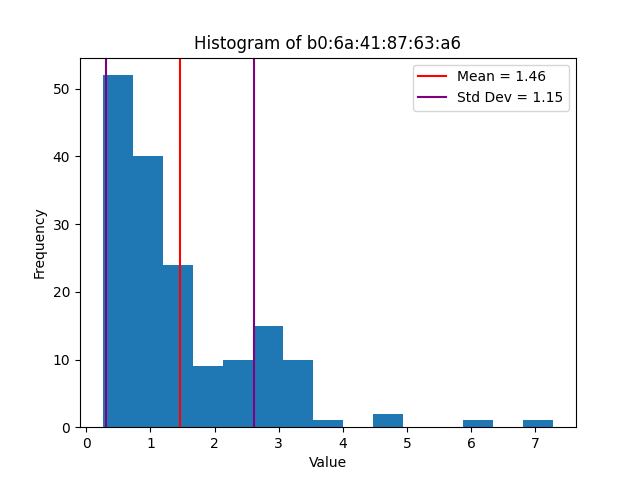 Histogram of b0:6a:41:87:63:a6
Mean = 1.46
Std Dev = 1.15
Frequency
50
40
30
20
10
0
0 1 2 3 4 5 6 7
Value